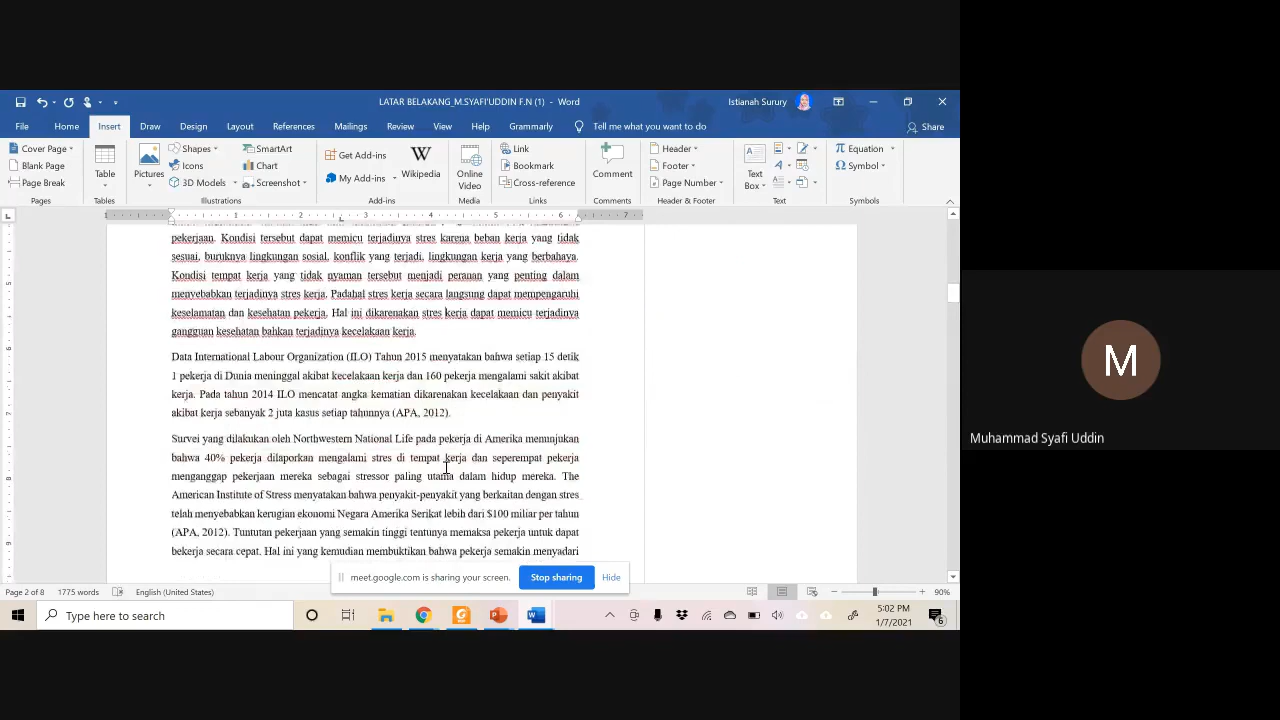 LATAR BELAKANG_M.SYAFI'UDDIN F.N (1) - Word
Istianah Surury
File Home Insert Draw Design Layout References Mailings Review View Help Grammarly Tell me what you want to do Share
Cover Page
Blank Page
Page Break
Pages
Table
Tables
Pictures
Shapes
Icons
3D Models
SmartArt
Chart
Screenshot
Illustrations
Get Add-ins
My Add-ins
Wikipedia
Add-ins
Online
Video
Media
Link
Bookmark
Cross-reference
Links
Comment
Comments
Header
Footer
Page Number
Header & Footer
Text
Box
Text
Equation
Symbol
Symbols
1 1 2 3 4 5 6 7
pekerjaan. Kondisi tersebut dapat memicu terjadinya stres karena beban kerja yang tidak
sesuai, buruknya lingkungan sosial, konflik yang terjadi, lingkungan kerja yang berbahaya.
Kondisi tempat kerja yang tidak nyaman tersebut menjadi peranan yang penting dalam
menyebabkan terjadinya stres kerja. Padahal stres kerja secara langsung dapat mempengaruhi
keselamatan dan kesehatan pekerja. Hal ini dikarenakan stres kerja dapat memicu terjadinya
gangguan kesehatan bahkan terjadinya kecelakaan kerja.
Data International Labour Organization (ILO) Tahun 2015 menyatakan bahwa setiap 15 detik
1 pekerja di Dunia meninggal akibat kecelakaan kerja dan 160 pekerja mengalami sakit akibat
kerja. Pada tahun 2014 ILO mencatat angka kematian dikarenakan kecelakaan dan penyakit
akibat kerja sebanyak 2 juta kasus setiap tahunnya (APA, 2012).
Survei yang dilakukan oleh Northwestern National Life pada pekerja di Amerika menunjukan
bahwa 40% pekerja dilaporkan mengalami stres di tempat kerja dan seperempat pekerja
menganggap pekerjaan mereka sebagai stressor paling utama dalam hidup mereka. The
American Institute of Stress menyatakan bahwa penyakit-penyakit yang berkaitan dengan stres
telah menyebabkan kerugian ekonomi Negara Amerika Serikat lebih dari $100 miliar per tahun
(APA, 2012). Tuntutan pekerjaan yang semakin tinggi tentunya memaksa pekerja untuk dapat
bekerja secara cepat. Hal ini yang kemudian membuktikan bahwa pekerja semakin menyadari
meet.google.com is sharing your screen. Stop sharing Hide
Page 2 of 8 1775 words English (United States) 90%
Type here to search
5:02 PM
1/7/2021
6
M
Muhammad Syafi Uddin